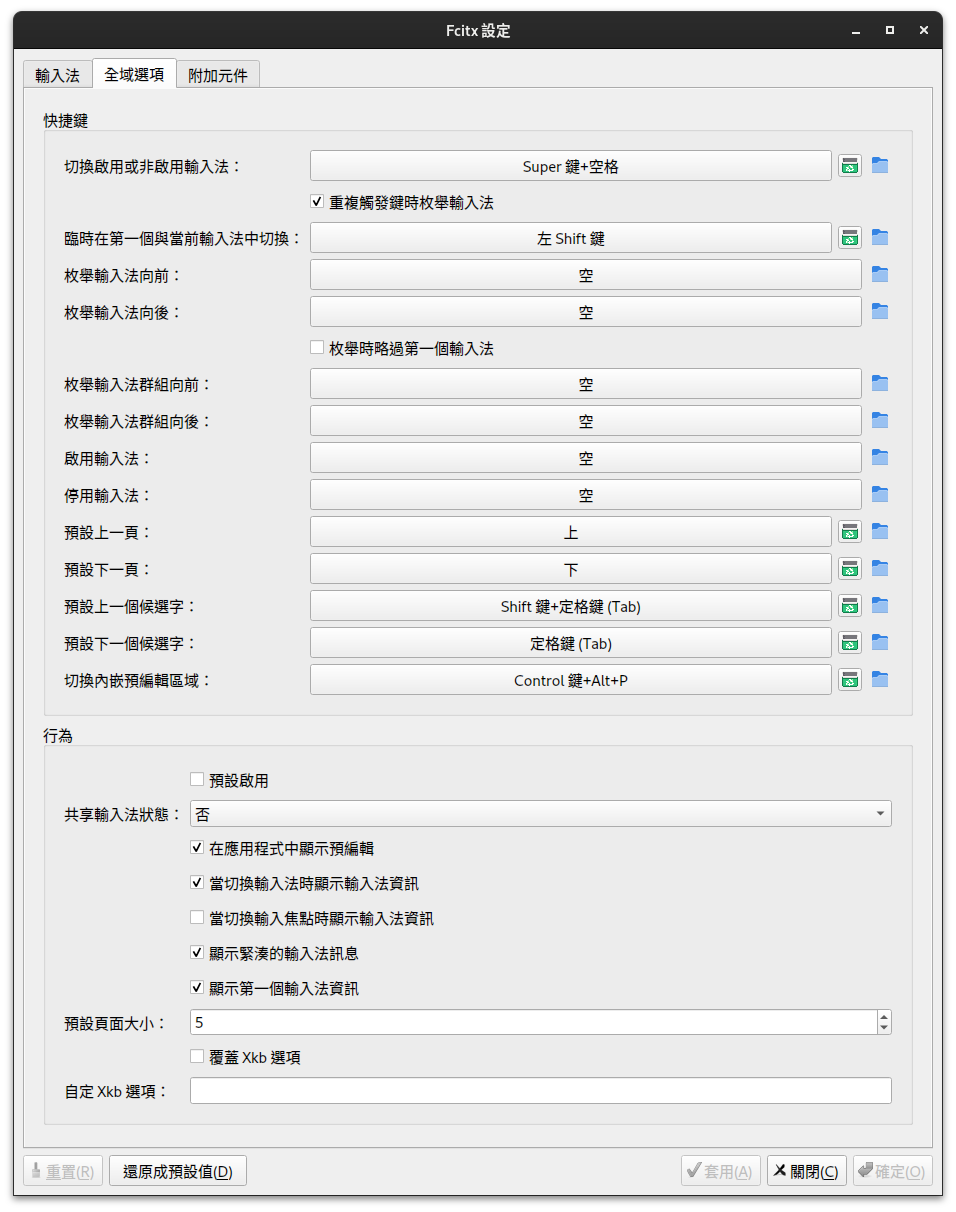 Fcitx 設定
輸入法 全域選項 附加元件
快捷鍵
切換啟用或非啟用輸入法： Super 鍵+空格
重複觸發鍵時枚舉輸入法
臨時在第一個與當前輸入法中切換： 左 Shift 鍵
枚舉輸入法向前： 空
枚舉輸入法向後： 空
枚舉時略過第一個輸入法
枚舉輸入法群組向前： 空
枚舉輸入法群組向後： 空
啟用輸入法： 空
停用輸入法： 空
預設上一頁： 上
預設下一頁： 下
預設上一個候選字： Shift 鍵+定格鍵 (Tab)
預設下一個候選字： 定格鍵 (Tab)
切換內嵌預編輯區域： Control 鍵+Alt+P
行為
預設啟用
共享輸入法狀態： 否
在應用程式中顯示預編輯
當切換輸入法時顯示輸入法資訊
當切換輸入焦點時顯示輸入法資訊
顯示緊湊的輸入法訊息
顯示第一個輸入法資訊
預設頁面大小： 5
覆蓋 Xkb 選項
自定 Xkb 選項：
重置(R) 還原成預設值(D) 套用(A) 關閉(C) 確定(O)